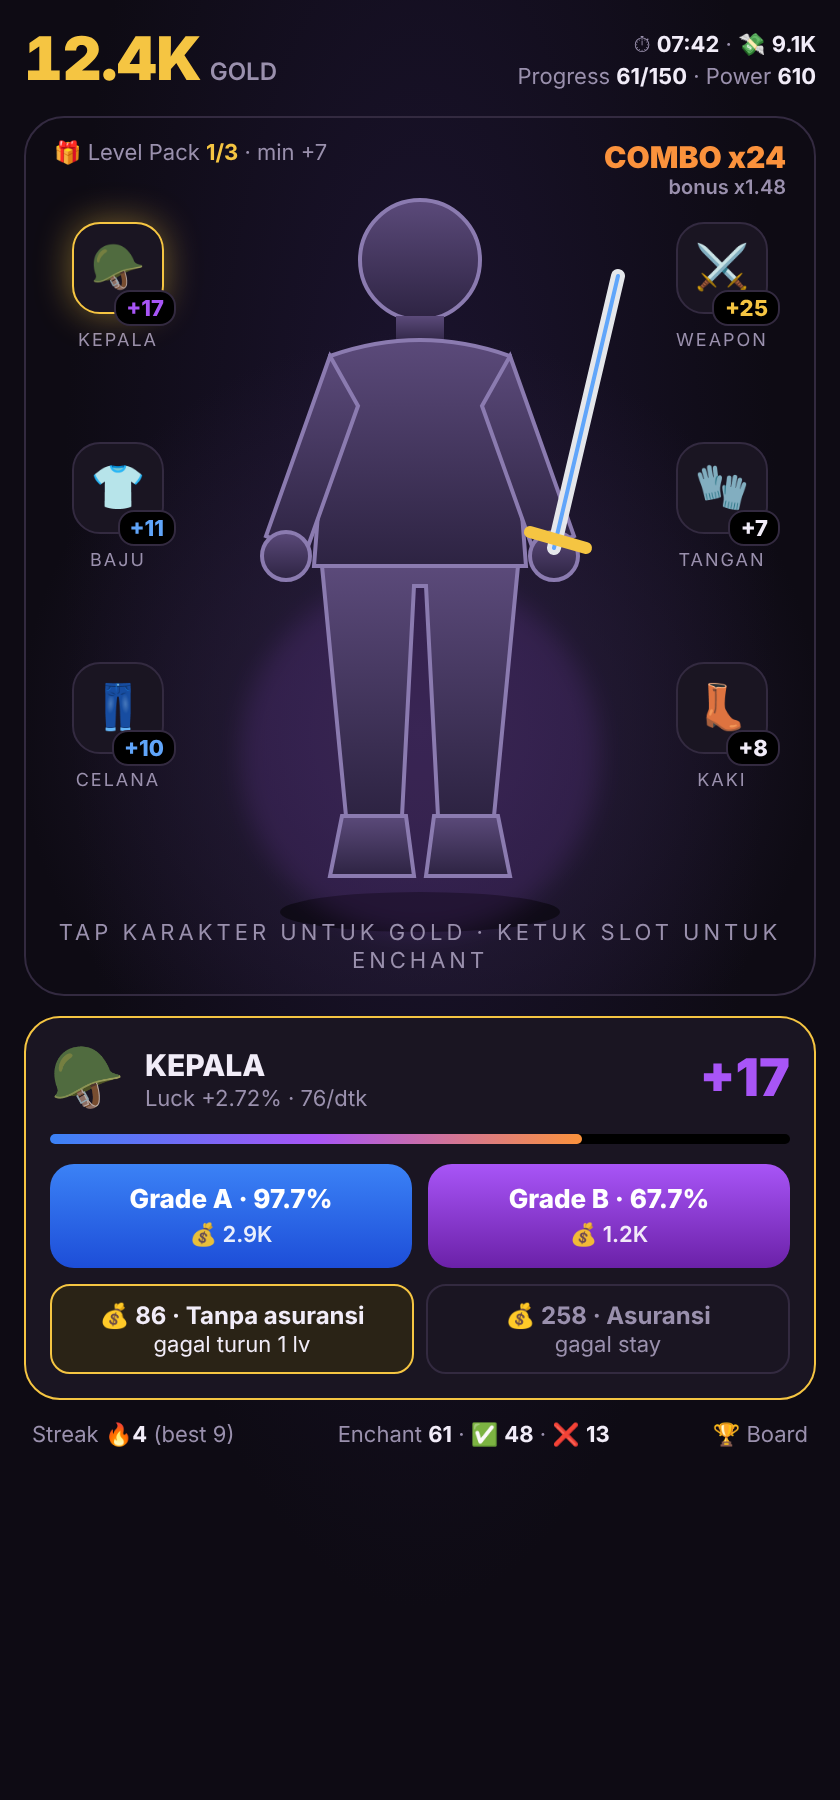 12.4K GOLD
⏱ 07:42 · 💸 9.1K
Progress 61/150 · Power 610
🎁 Level Pack 1/3 · min +7
COMBO x24
bonus x1.48
+17
KEPALA
+25
WEAPON
+11
BAJU
+7
TANGAN
+10
CELANA
+8
KAKI
TAP KARAKTER UNTUK GOLD · KETUK SLOT UNTUK
ENCHANT
KEPALA
Luck +2.72% · 76/dtk
+17
Grade A · 97.7%
💰 2.9K
Grade B · 67.7%
💰 1.2K
💰 86 · Tanpa asuransi
gagal turun 1 lv
💰 258 · Asuransi
gagal stay
Streak 🔥4 (best 9)
Enchant 61 · ✅ 48 · ❌ 13
🏆 Board